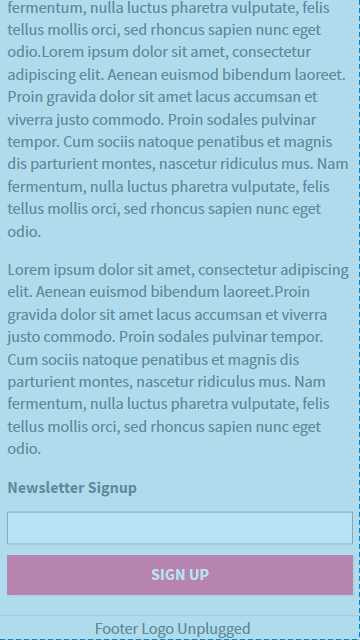 fermentum, nulla luctus pharetra vulputate, felis
tellus mollis orci, sed rhoncus sapien nunc eget
odio.Lorem ipsum dolor sit amet, consectetur
adipiscing elit. Aenean euismod bibendum laoreet.
Proin gravida dolor sit amet lacus accumsan et
viverra justo commodo. Proin sodales pulvinar
tempor. Cum sociis natoque penatibus et magnis
dis parturient montes, nascetur ridiculus mus. Nam
fermentum, nulla luctus pharetra vulputate, felis
tellus mollis orci, sed rhoncus sapien nunc eget
odio.
Lorem ipsum dolor sit amet, consectetur adipiscing
elit. Aenean euismod bibendum laoreet.Proin
gravida dolor sit amet lacus accumsan et viverra
justo commodo. Proin sodales pulvinar tempor.
Cum sociis natoque penatibus et magnis dis
parturient montes, nascetur ridiculus mus. Nam
fermentum, nulla luctus pharetra vulputate, felis
tellus mollis orci, sed rhoncus sapien nunc eget
odio.
Newsletter Signup
SIGN UP
Footer Logo Unplugged